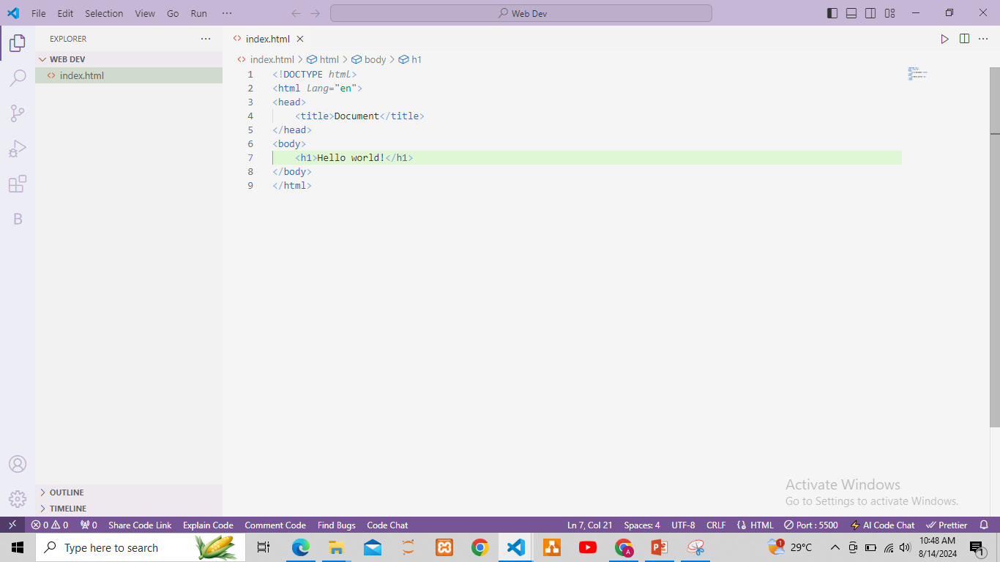 File Edit Selection View Go Run ··· Web Dev
EXPLORER ···
index.html
WEB DEV
index.html
index.html > html > body > h1
1 <!DOCTYPE html>
2 <html lang="en">
3 <head>
4     <title>Document</title>
5 </head>
6 <body>
7     <h1>Hello world!</h1>
8 </body>
9 </html>
B
Activate Windows
Go to Settings to activate Windows.
OUTLINE
TIMELINE
0 0 0 Share Code Link Explain Code Comment Code Find Bugs Code Chat Ln 7, Col 21 Spaces: 4 UTF-8 CRLF {} HTML Port : 5500 AI Code Chat Prettier
Type here to search 1 29°C 10:48 AM
8/14/2024 1